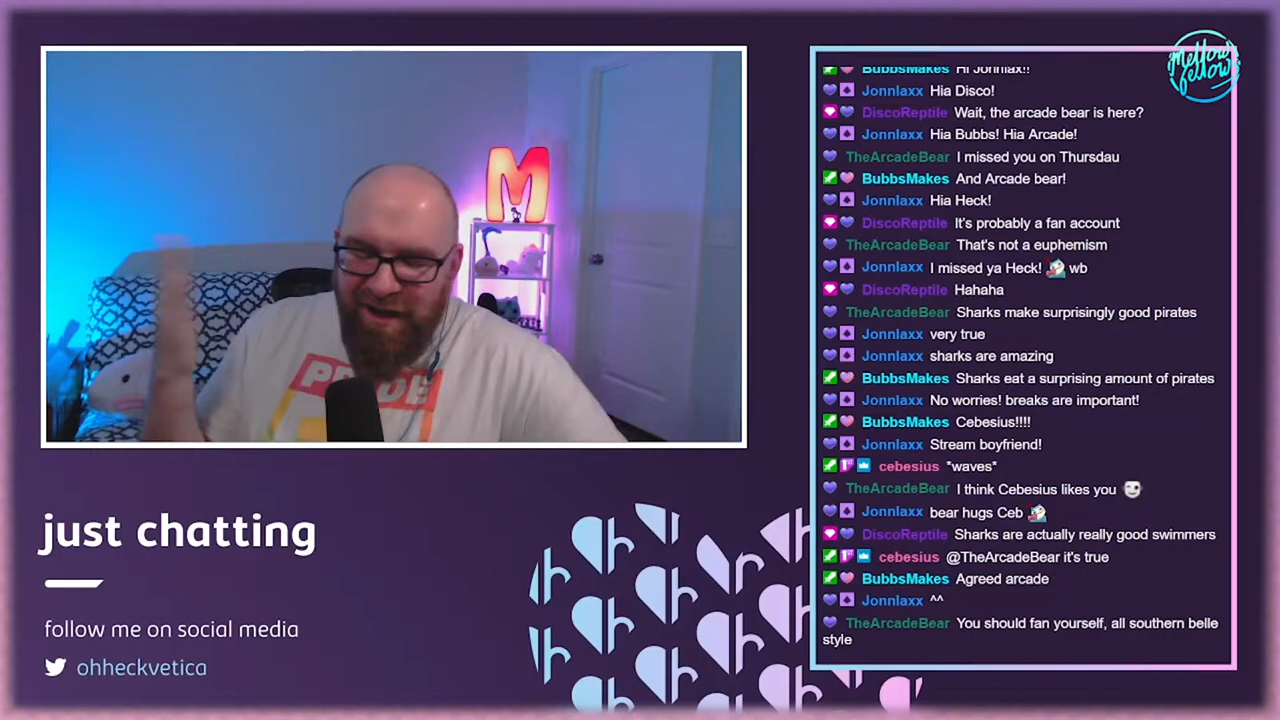 mellow
fellow
BubbsMakes Hi Jonnlax!!
Jonnlaxx Hia Disco!
DiscoReptile Wait, the arcade bear is here?
Jonnlaxx Hia Bubbs! Hia Arcade!
TheArcadeBear I missed you on Thursdau
BubbsMakes And Arcade bear!
Jonnlaxx Hia Heck!
DiscoReptile It's probably a fan account
TheArcadeBear That's not a euphemism
Jonnlaxx I missed ya Heck! wb
DiscoReptile Hahaha
TheArcadeBear Sharks make surprisingly good pirates
Jonnlaxx very true
Jonnlaxx sharks are amazing
BubbsMakes Sharks eat a surprising amount of pirates
Jonnlaxx No worries! breaks are important!
BubbsMakes Cebesius!!!!
Jonnlaxx Stream boyfriend!
cebesius *waves*
TheArcadeBear I think Cebesius likes you
Jonnlaxx bear hugs Ceb
DiscoReptile Sharks are actually really good swimmers
cebesius @TheArcadeBear it's true
BubbsMakes Agreed arcade
Jonnlaxx ^^
TheArcadeBear You should fan yourself, all southern belle
style
M
PRIDE
just chatting
follow me on social media
ohheckvetica